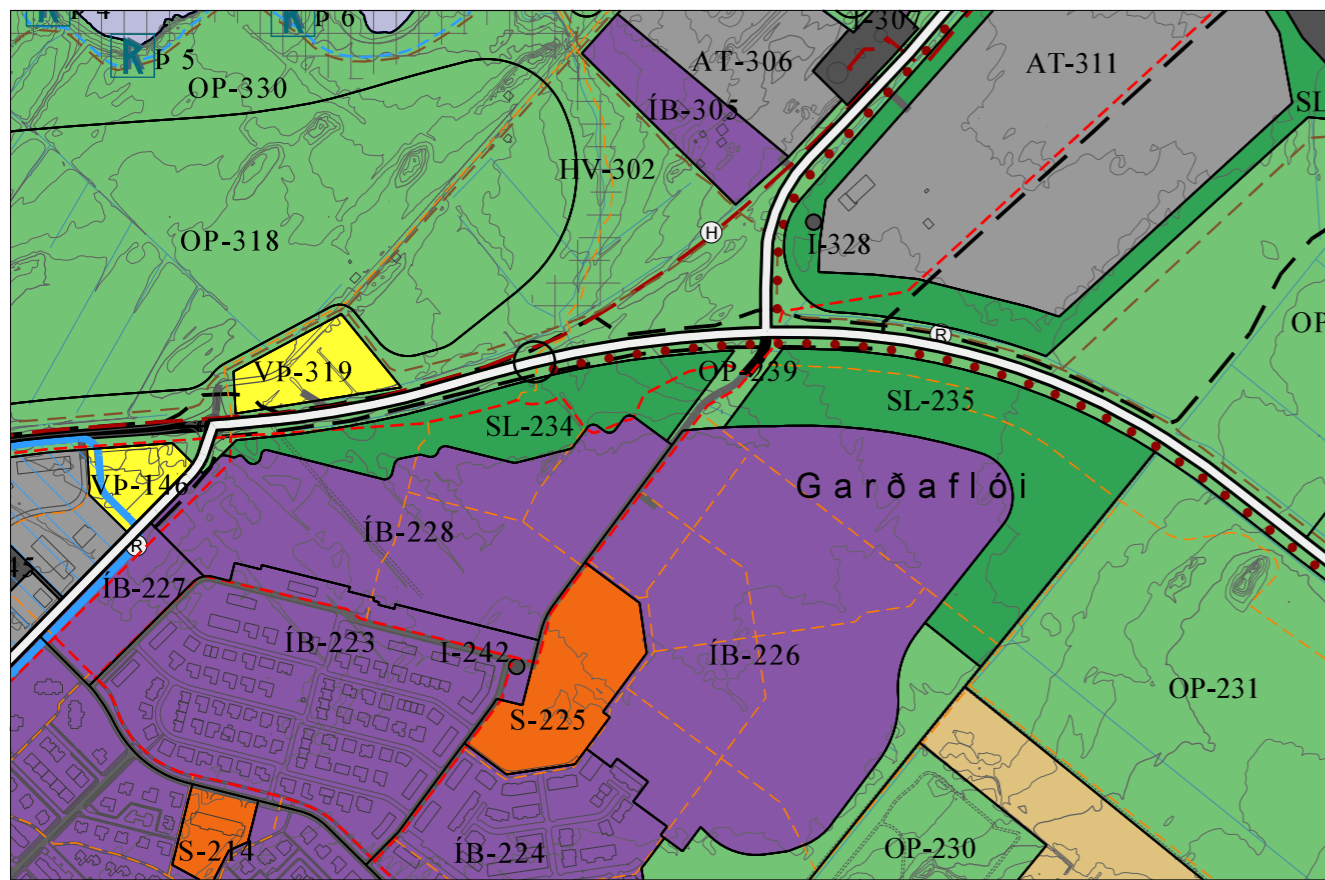 Þ 5
Þ 6
OP-330
AT-306
AT-311
ÍB-305
HV-302
OP-318
H
I-328
R
VÞ-319
OP-239
SL-235
SL-234
VÞ-146
Garðaflói
ÍB-228
R
ÍB-227
ÍB-223
I-242
ÍB-226
OP-231
S-225
S-214
ÍB-224
OP-230